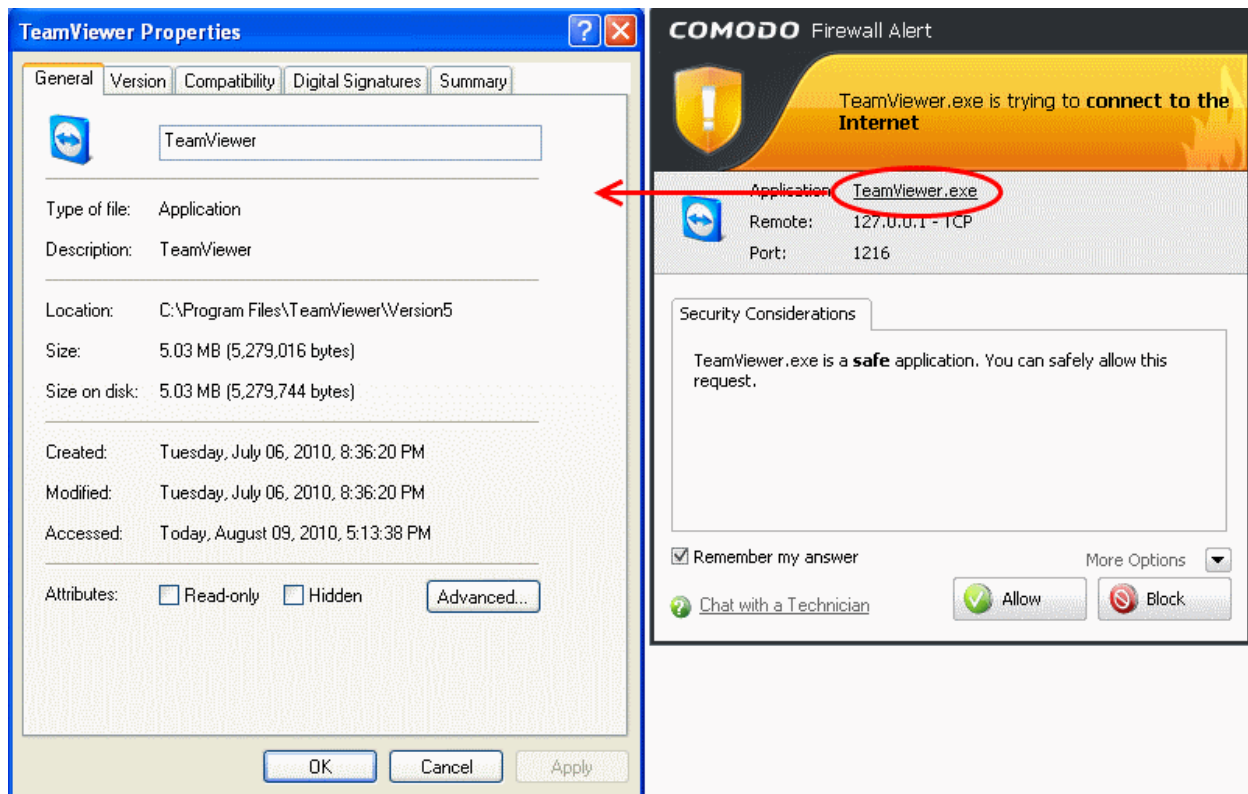 TeamViewer Properties
General Version Compatibility Digital Signatures Summary
TeamViewer
Type of file: Application
Description: TeamViewer
Location: C:\Program Files\TeamViewer\Version5
Size: 5.03 MB (5,279,016 bytes)
Size on disk: 5.03 MB (5,279,744 bytes)
Created: Tuesday, July 06, 2010, 8:36:20 PM
Modified: Tuesday, July 06, 2010, 8:36:20 PM
Accessed: Today, August 09, 2010, 5:13:38 PM
Attributes: Read-only Hidden Advanced...
OK Cancel Apply
COMODO Firewall Alert
TeamViewer.exe is trying to connect to the
Internet
Application TeamViewer.exe
Remote: 127.0.0.1 - TCP
Port: 1216
Security Considerations
TeamViewer.exe is a safe application. You can safely allow this
request.
Remember my answer
More Options
Chat with a Technician
Allow Block